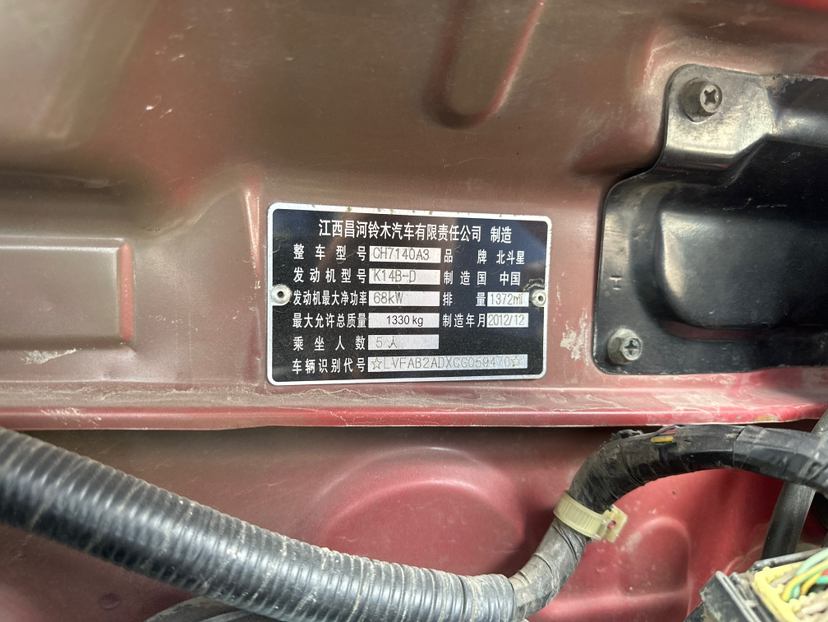 江西昌河铃木汽车有限责任公司 制造
整车型号 CH7140A3 品牌 北斗星
发动机型号 K14B-D 制造国 中国
发动机最大净功率 68kW 排量 1372ml
最大允许总质量 1330kg 制造年月 2012/12
乘坐人数 5人
车辆识别代号